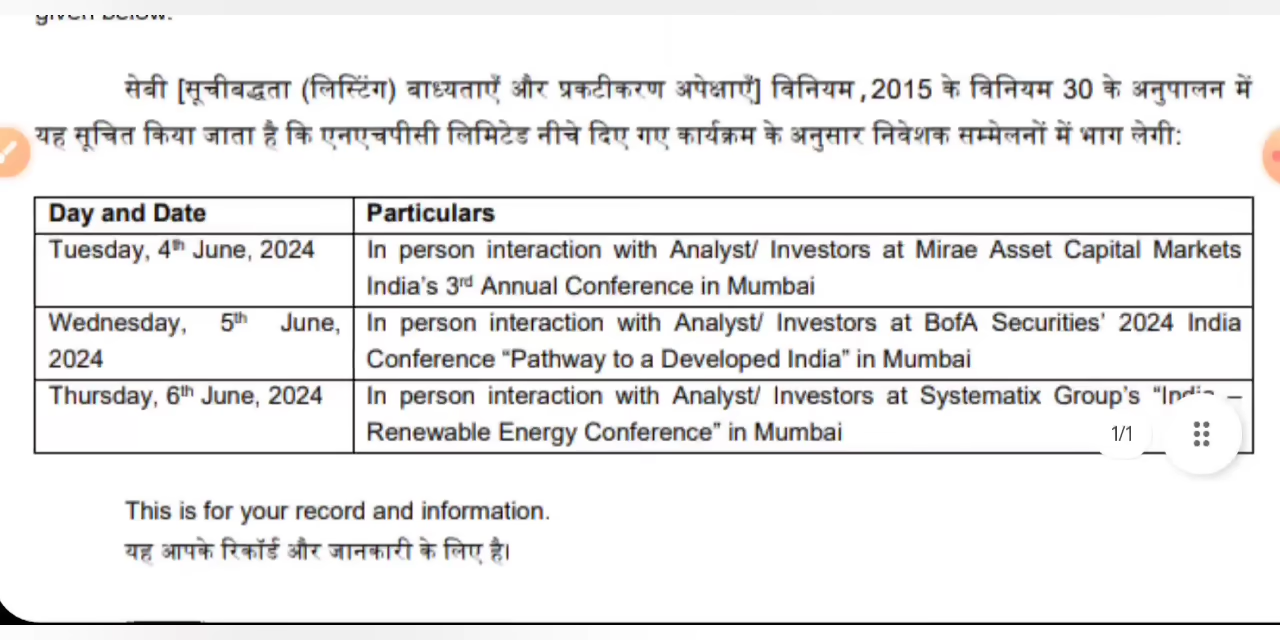 given below.
सेबी [सूचीबद्धता (लिस्टिंग) बाध्यताएँ और प्रकटीकरण अपेक्षाएँ] विनियम,2015 के विनियम 30 के अनुपालन में
यह सूचित किया जाता है कि एनएचपीसी लिमिटेड नीचे दिए गए कार्यक्रम के अनुसार निवेशक सम्मेलनों में भाग लेगी:
Day and Date
Particulars
Tuesday, 4th June, 2024
In person interaction with Analyst/ Investors at Mirae Asset Capital Markets
India's 3rd Annual Conference in Mumbai
Wednesday, 5th June,
2024
In person interaction with Analyst/ Investors at BofA Securities' 2024 India
Conference "Pathway to a Developed India" in Mumbai
Thursday, 6th June, 2024
In person interaction with Analyst/ Investors at Systematix Group's "India –
Renewable Energy Conference" in Mumbai
1/1
This is for your record and information.
यह आपके रिकॉर्ड और जानकारी के लिए है।